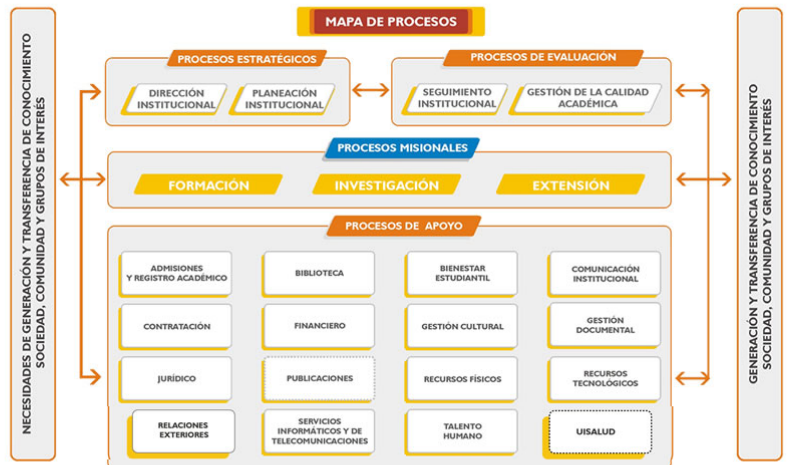 MAPA DE PROCESOS
NECESIDADES DE GENERACIÓN Y TRANSFERENCIA DE CONOCIMIENTO
SOCIEDAD, COMUNIDAD Y GRUPOS DE INTERÉS
PROCESOS ESTRATÉGICOS
DIRECCIÓN
INSTITUCIONAL
PLANEACIÓN
INSTITUCIONAL
PROCESOS DE EVALUACIÓN
SEGUIMIENTO
INSTITUCIONAL
GESTIÓN DE LA CALIDAD
ACADÉMICA
PROCESOS MISIONALES
FORMACIÓN
INVESTIGACIÓN
EXTENSIÓN
PROCESOS DE APOYO
ADMISIONES
Y REGISTRO ACADÉMICO
BIBLIOTECA
BIENESTAR
ESTUDIANTIL
COMUNICACIÓN
INSTITUCIONAL
CONTRATACIÓN
FINANCIERO
GESTIÓN CULTURAL
GESTIÓN
DOCUMENTAL
JURÍDICO
PUBLICACIONES
RECURSOS FÍSICOS
RECURSOS
TECNOLÓGICOS
RELACIONES
EXTERIORES
SERVICIOS
INFORMÁTICOS Y DE
TELECOMUNICACIONES
TALENTO
HUMANO
UISALUD
GENERACIÓN Y TRANSFERENCIA DE CONOCIMIENTO
SOCIEDAD, COMUNIDAD Y GRUPOS DE INTERÉS